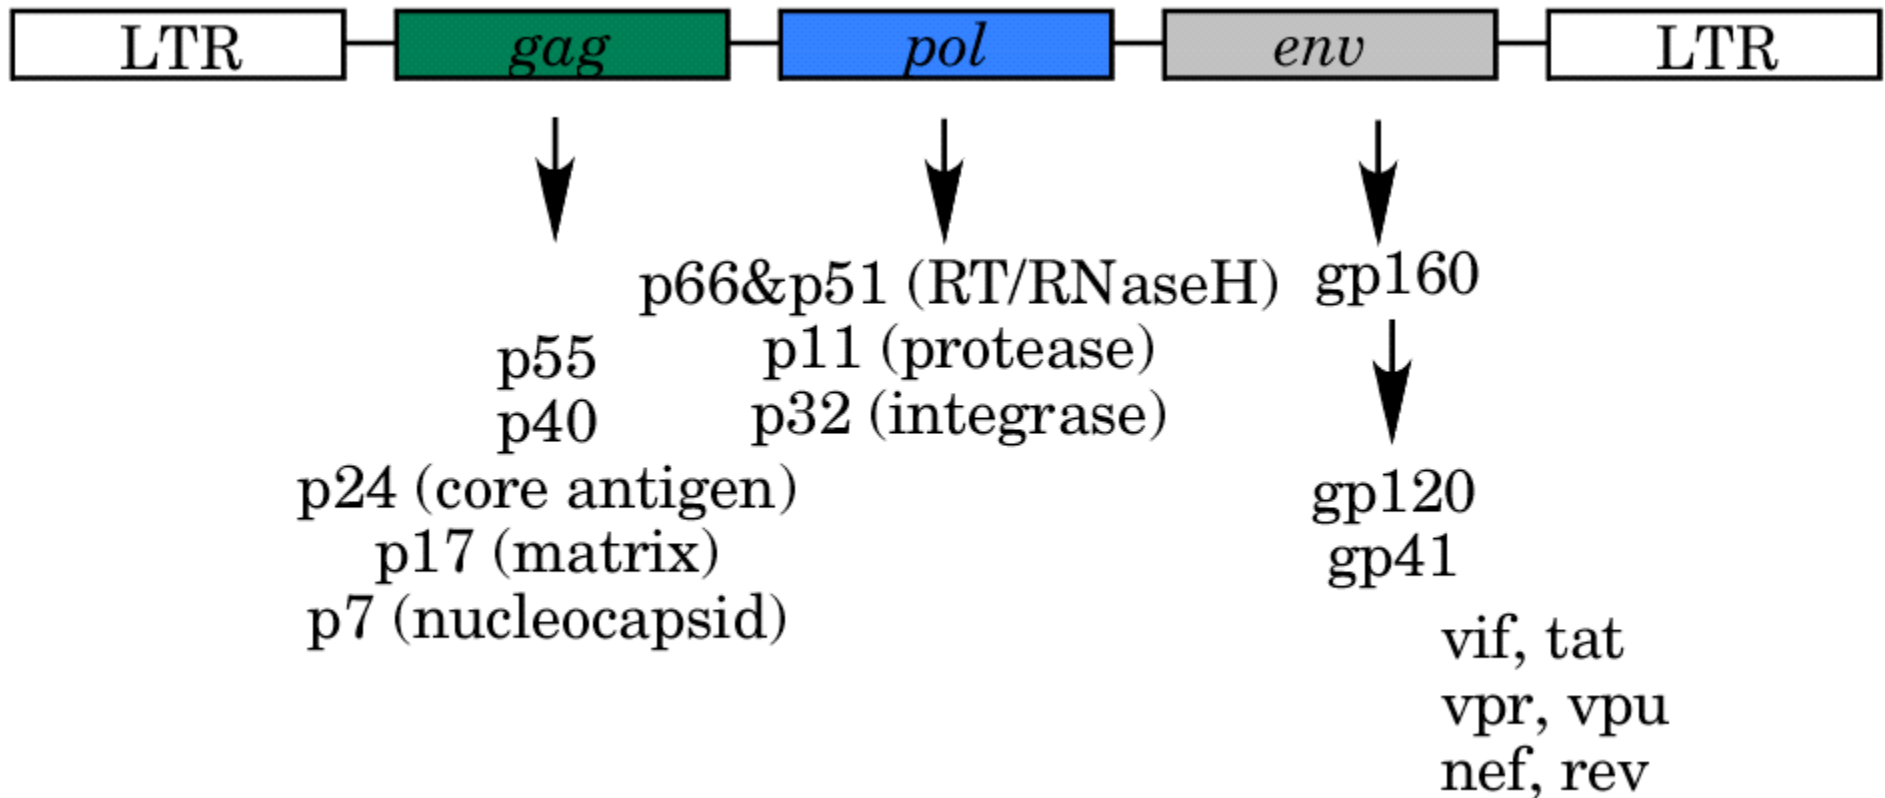 LTR gag pol env LTR
p66&p51 (RT/RNaseH)
p11 (protease)
p32 (integrase)
p55
p40
p24 (core antigen)
p17 (matrix)
p7 (nucleocapsid)
gp160
gp120
gp41
vif, tat
vpr, vpu
nef, rev